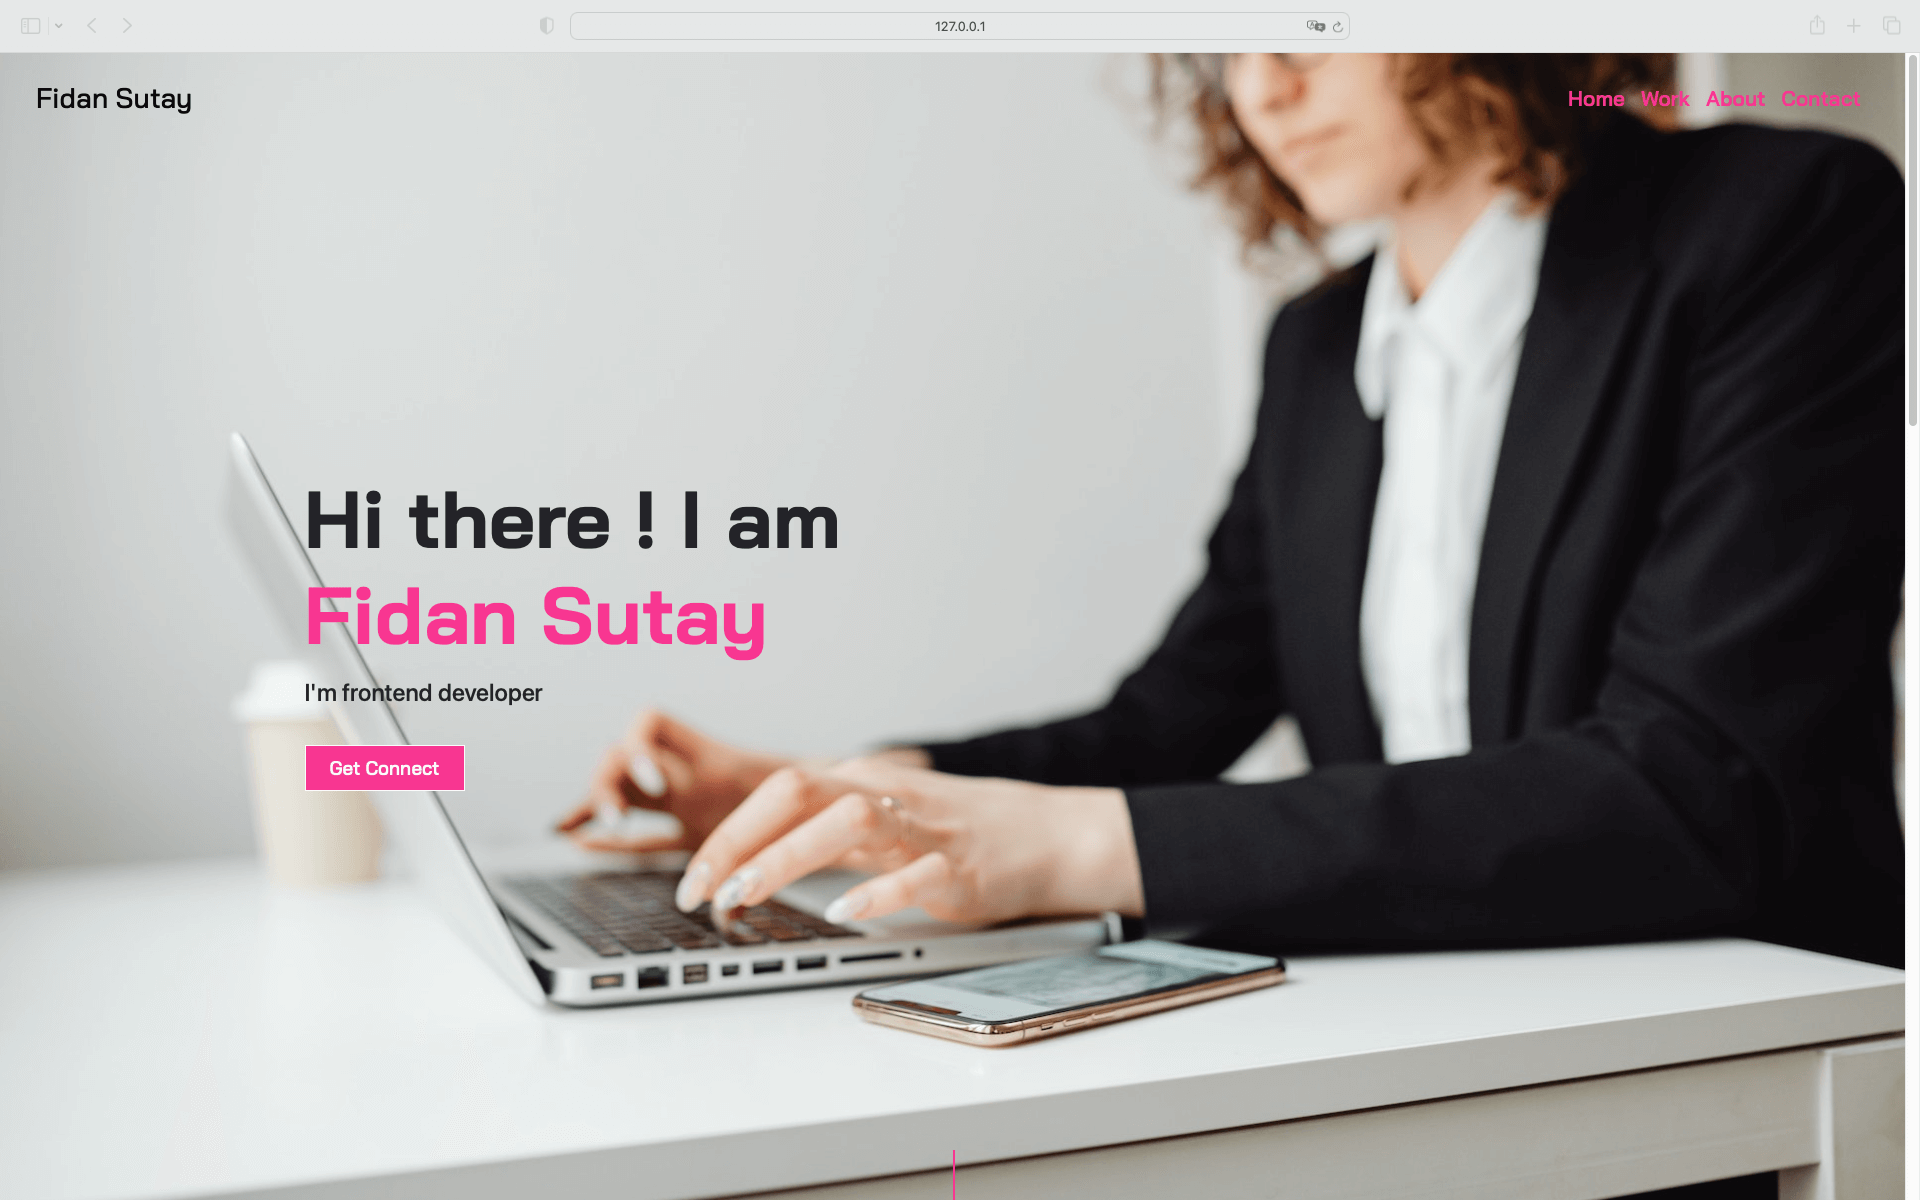 127.0.0.1
Fidan Sutay
Home Work About Contact
Hi there ! I am
Fidan Sutay
I'm frontend developer
Get Connect